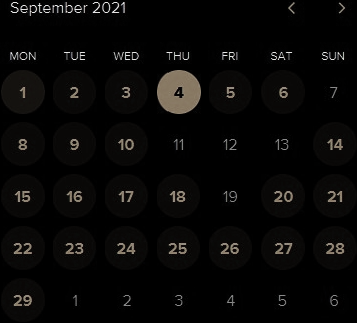 September 2021
MON TUE WED THU FRI SAT SUN
1 2 3 4 5 6 7
8 9 10 11 12 13 14
15 16 17 18 19 20 21
22 23 24 25 26 27 28
29 1 2 3 4 5 6